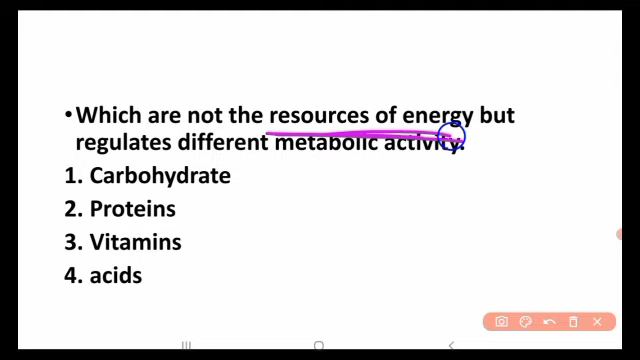 •Which are not the resources of energy but
regulates different metabolic activity.
1. Carbohydrate
2. Proteins
3. Vitamins
4. acids